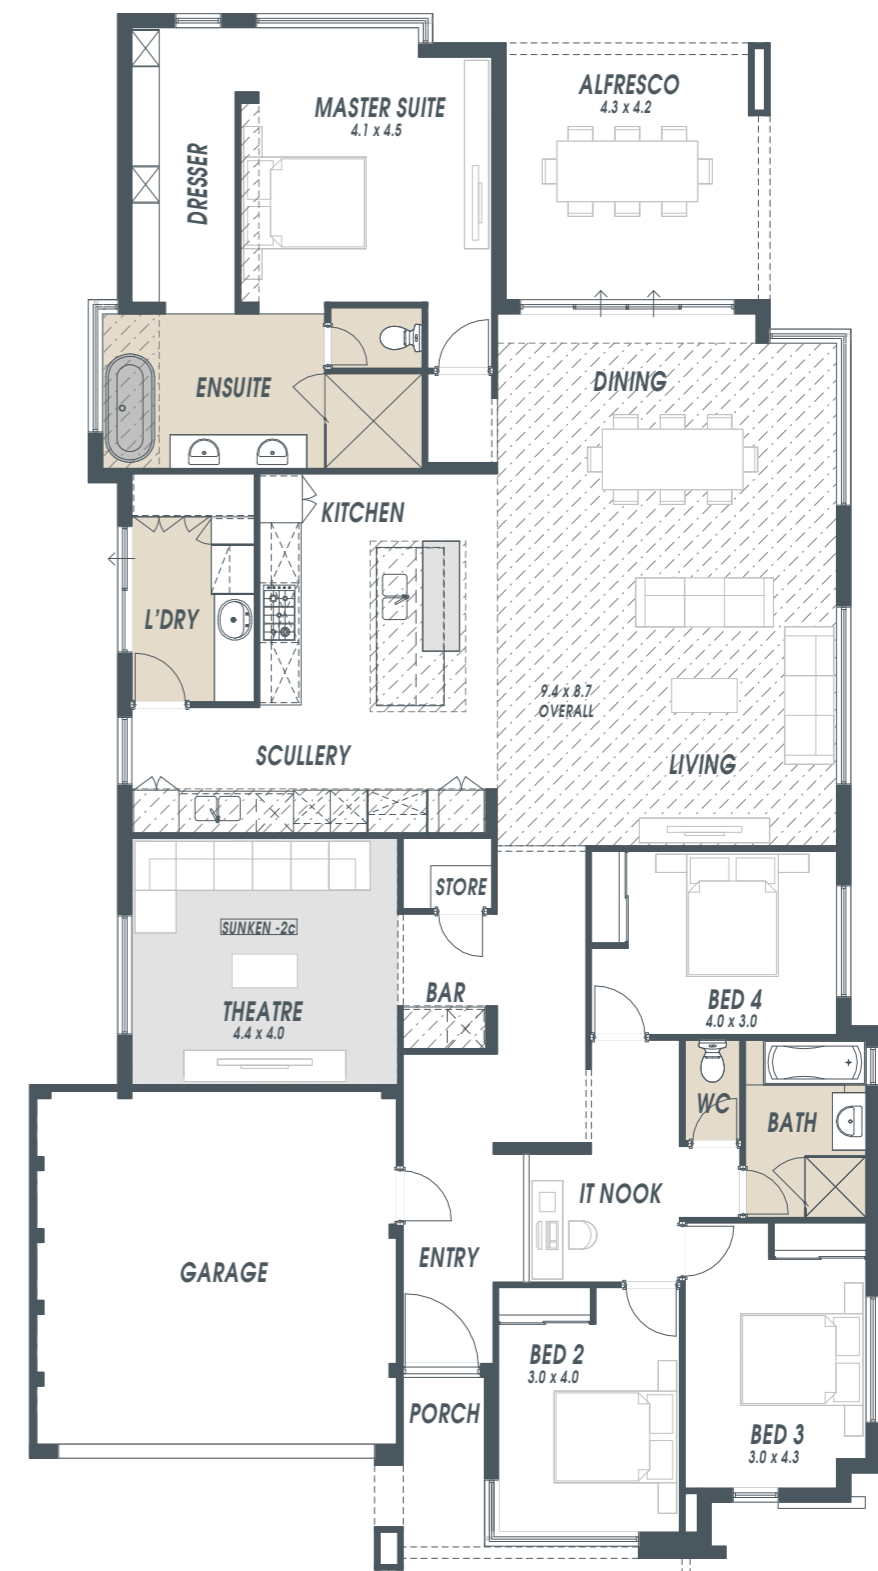 MASTER SUITE
4.1 x 4.5
ALFRESCO
4.3 x 4.2
DRESSER
ENSUITE
DINING
KITCHEN
L'DRY
9.4 x 8.7
OVERALL
SCULLERY
LIVING
STORE
SUNKEN -2c
THEATRE
4.4 x 4.0
BAR
BED 4
4.0 x 3.0
WC
BATH
IT NOOK
ENTRY
GARAGE
BED 2
3.0 x 4.0
PORCH
BED 3
3.0 x 4.3